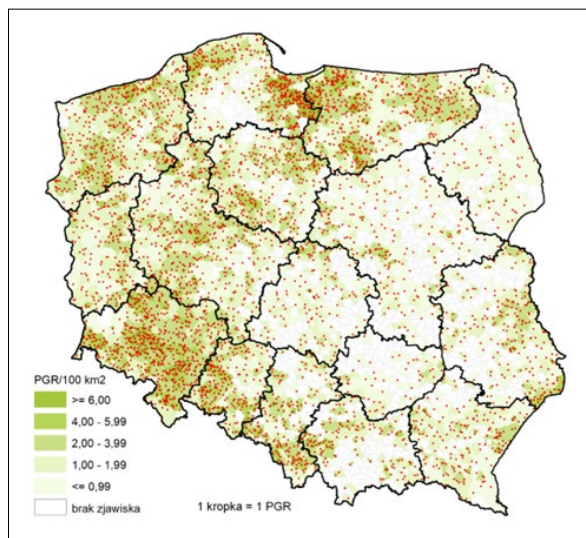 PGR/100 km2
>= 6,00
4,00 - 5,99
2,00 - 3,99
1,00 - 1,99
<= 0,99
brak zjawiska
1 kropka = 1 PGR